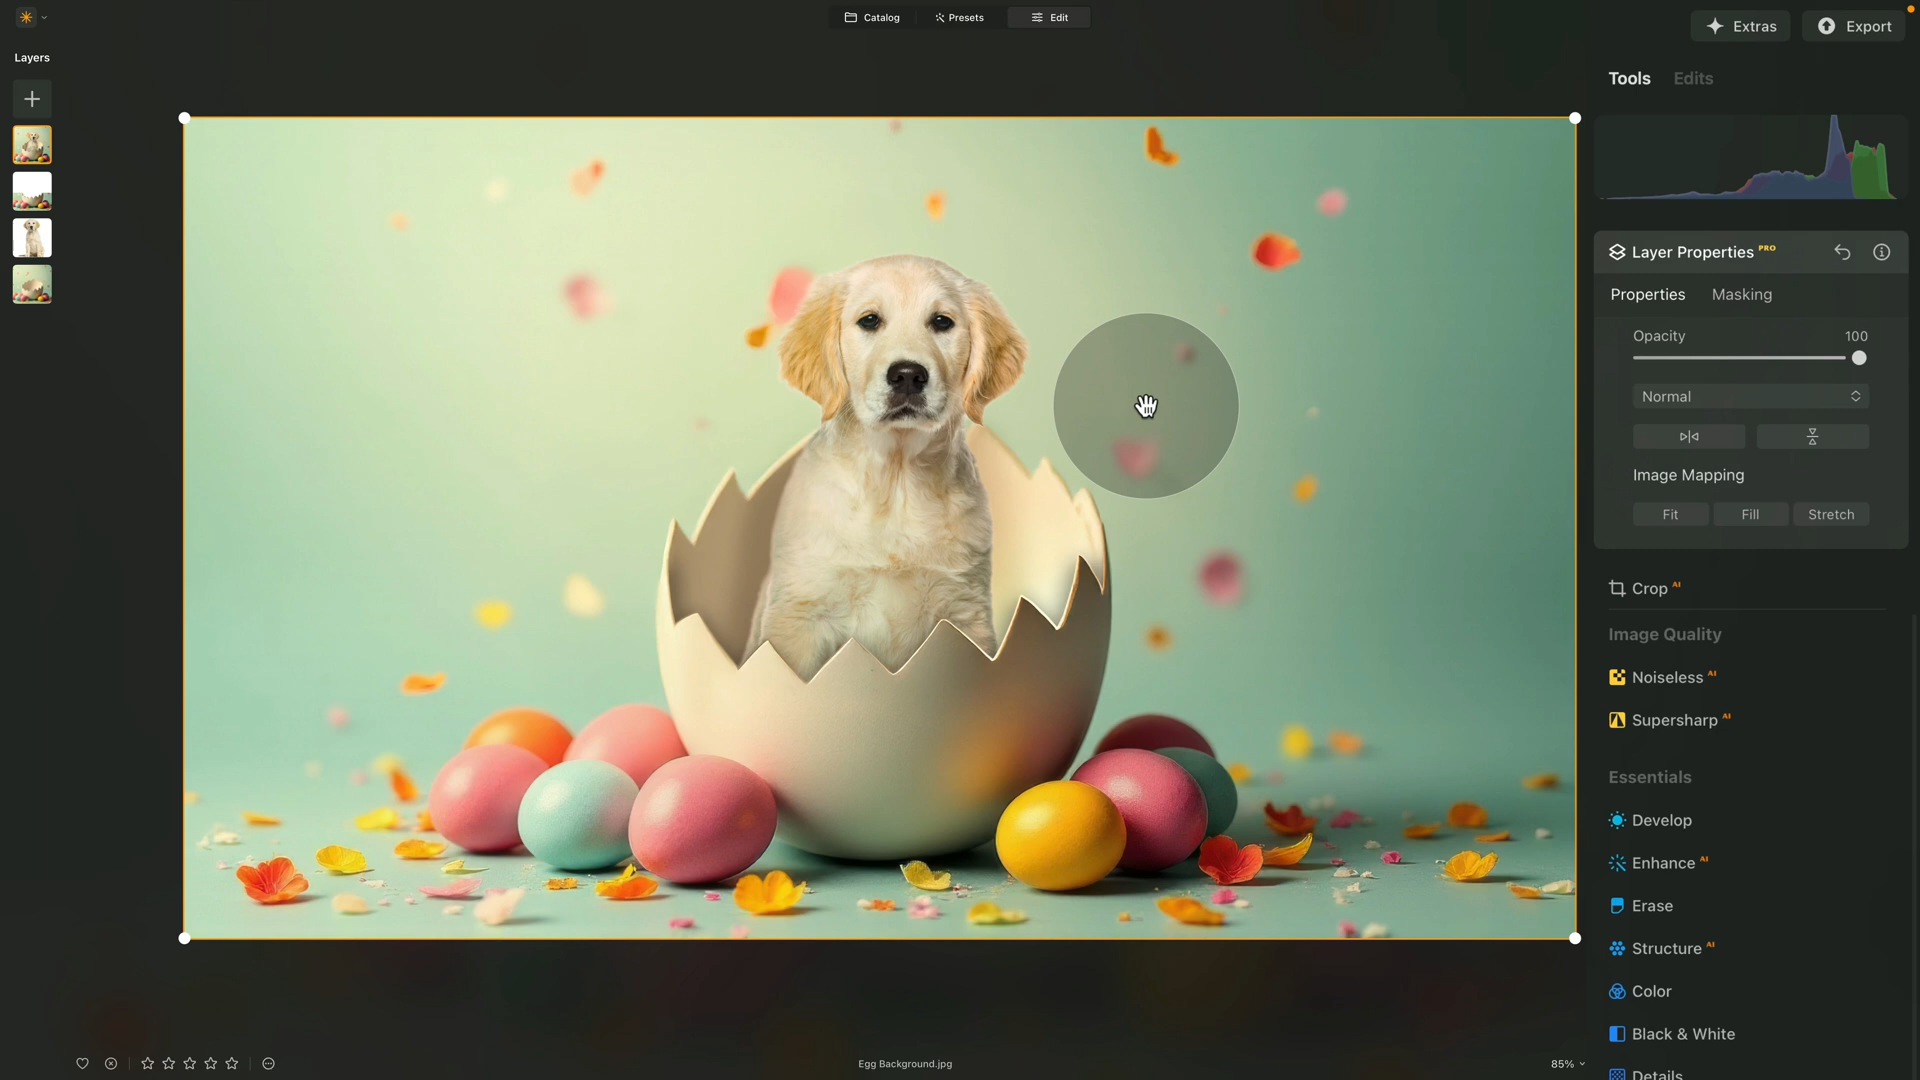 Catalog
Presets
Edit
Extras
Export
Layers
Tools
Edits
Layer Properties PRO
Properties
Masking
Opacity
100
Normal
Image Mapping
Fit
Fill
Stretch
Crop AI
Image Quality
Noiseless AI
Supersharp AI
Essentials
Develop
Enhance AI
Erase
Structure AI
Color
Black & White
Details
Egg Background.jpg
85%